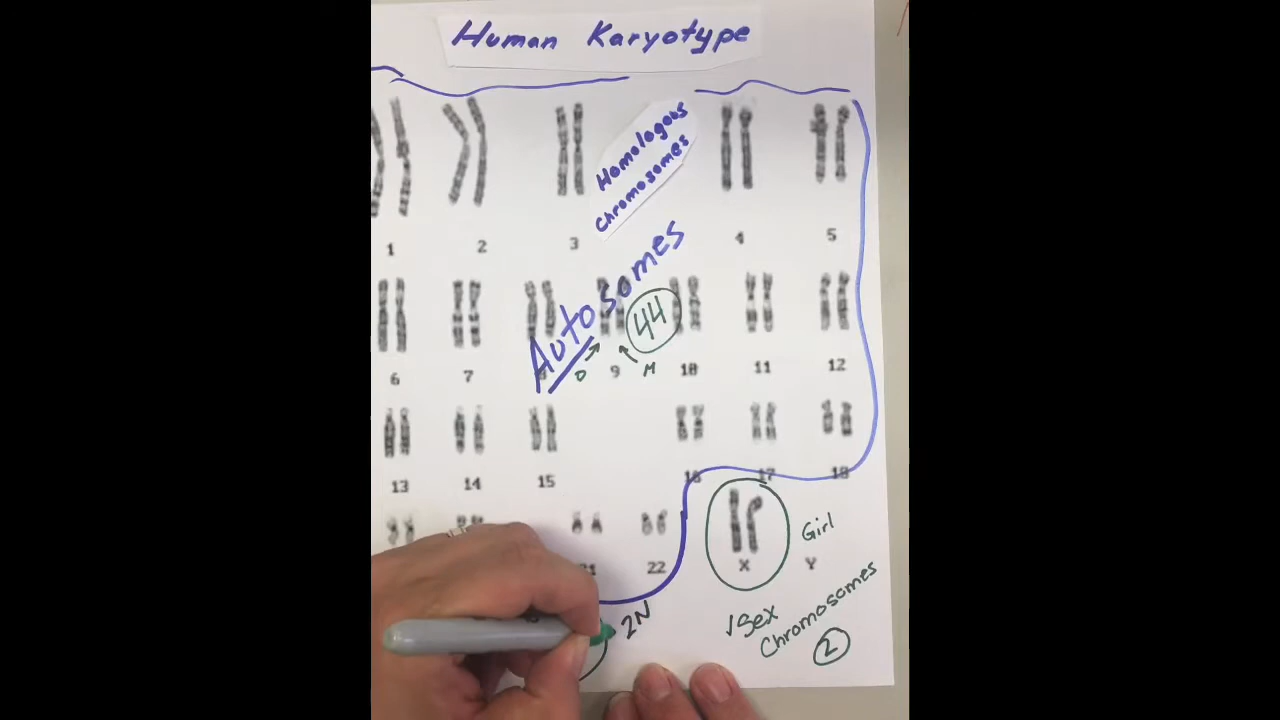 Human Karyotype
Homologous
Chromosomes
1 2 3 4 5
Autosomes
44
D M
6 7 8 9 10 11 12
13 14 15 16 17 18
21 22 X Y
Girl
2N
√Sex
Chromosomes
2